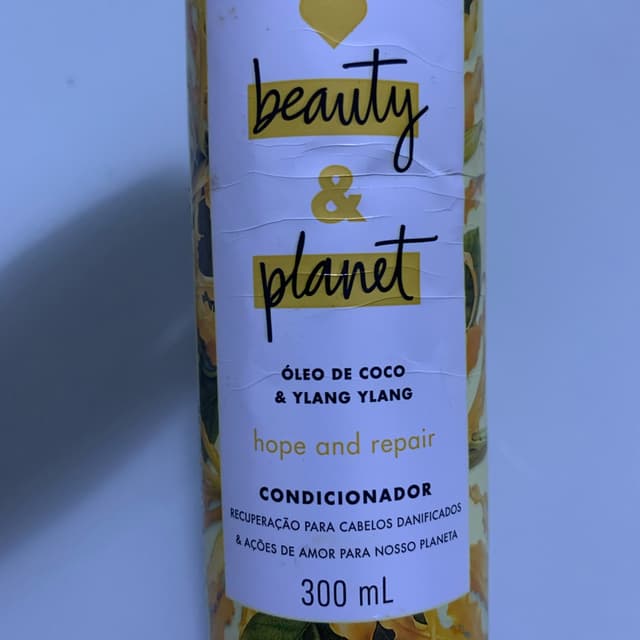 beauty
&
planet
ÓLEO DE COCO
& YLANG YLANG
hope and repair
CONDICIONADOR
RECUPERAÇÃO PARA CABELOS DANIFICADOS
& AÇÕES DE AMOR PARA NOSSO PLANETA
300 mL